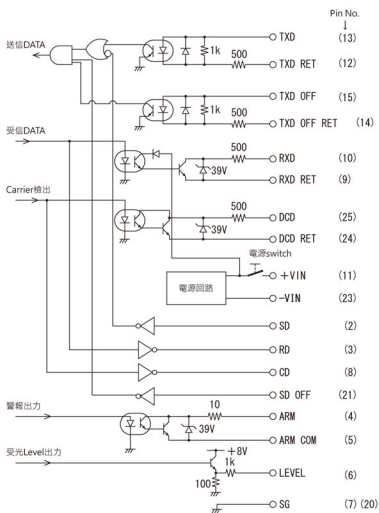 Pin No.
↓
送信DATA
TXD (13)
1k
500
TXD RET (12)
TXD OFF (15)
1k
500
TXD OFF RET (14)
受信DATA
500
RXD (10)
39V
RXD RET (9)
Carrier檢出
500
DCD (25)
39V
DCD RET (24)
電源switch
+VIN (11)
電源回路
-VIN (23)
SD (2)
RD (3)
CD (8)
SD OFF (21)
警報出力
10
ARM (4)
39V
ARM COM (5)
受光Level出力
+8V
1k
LEVEL (6)
100
SG (7) (20)